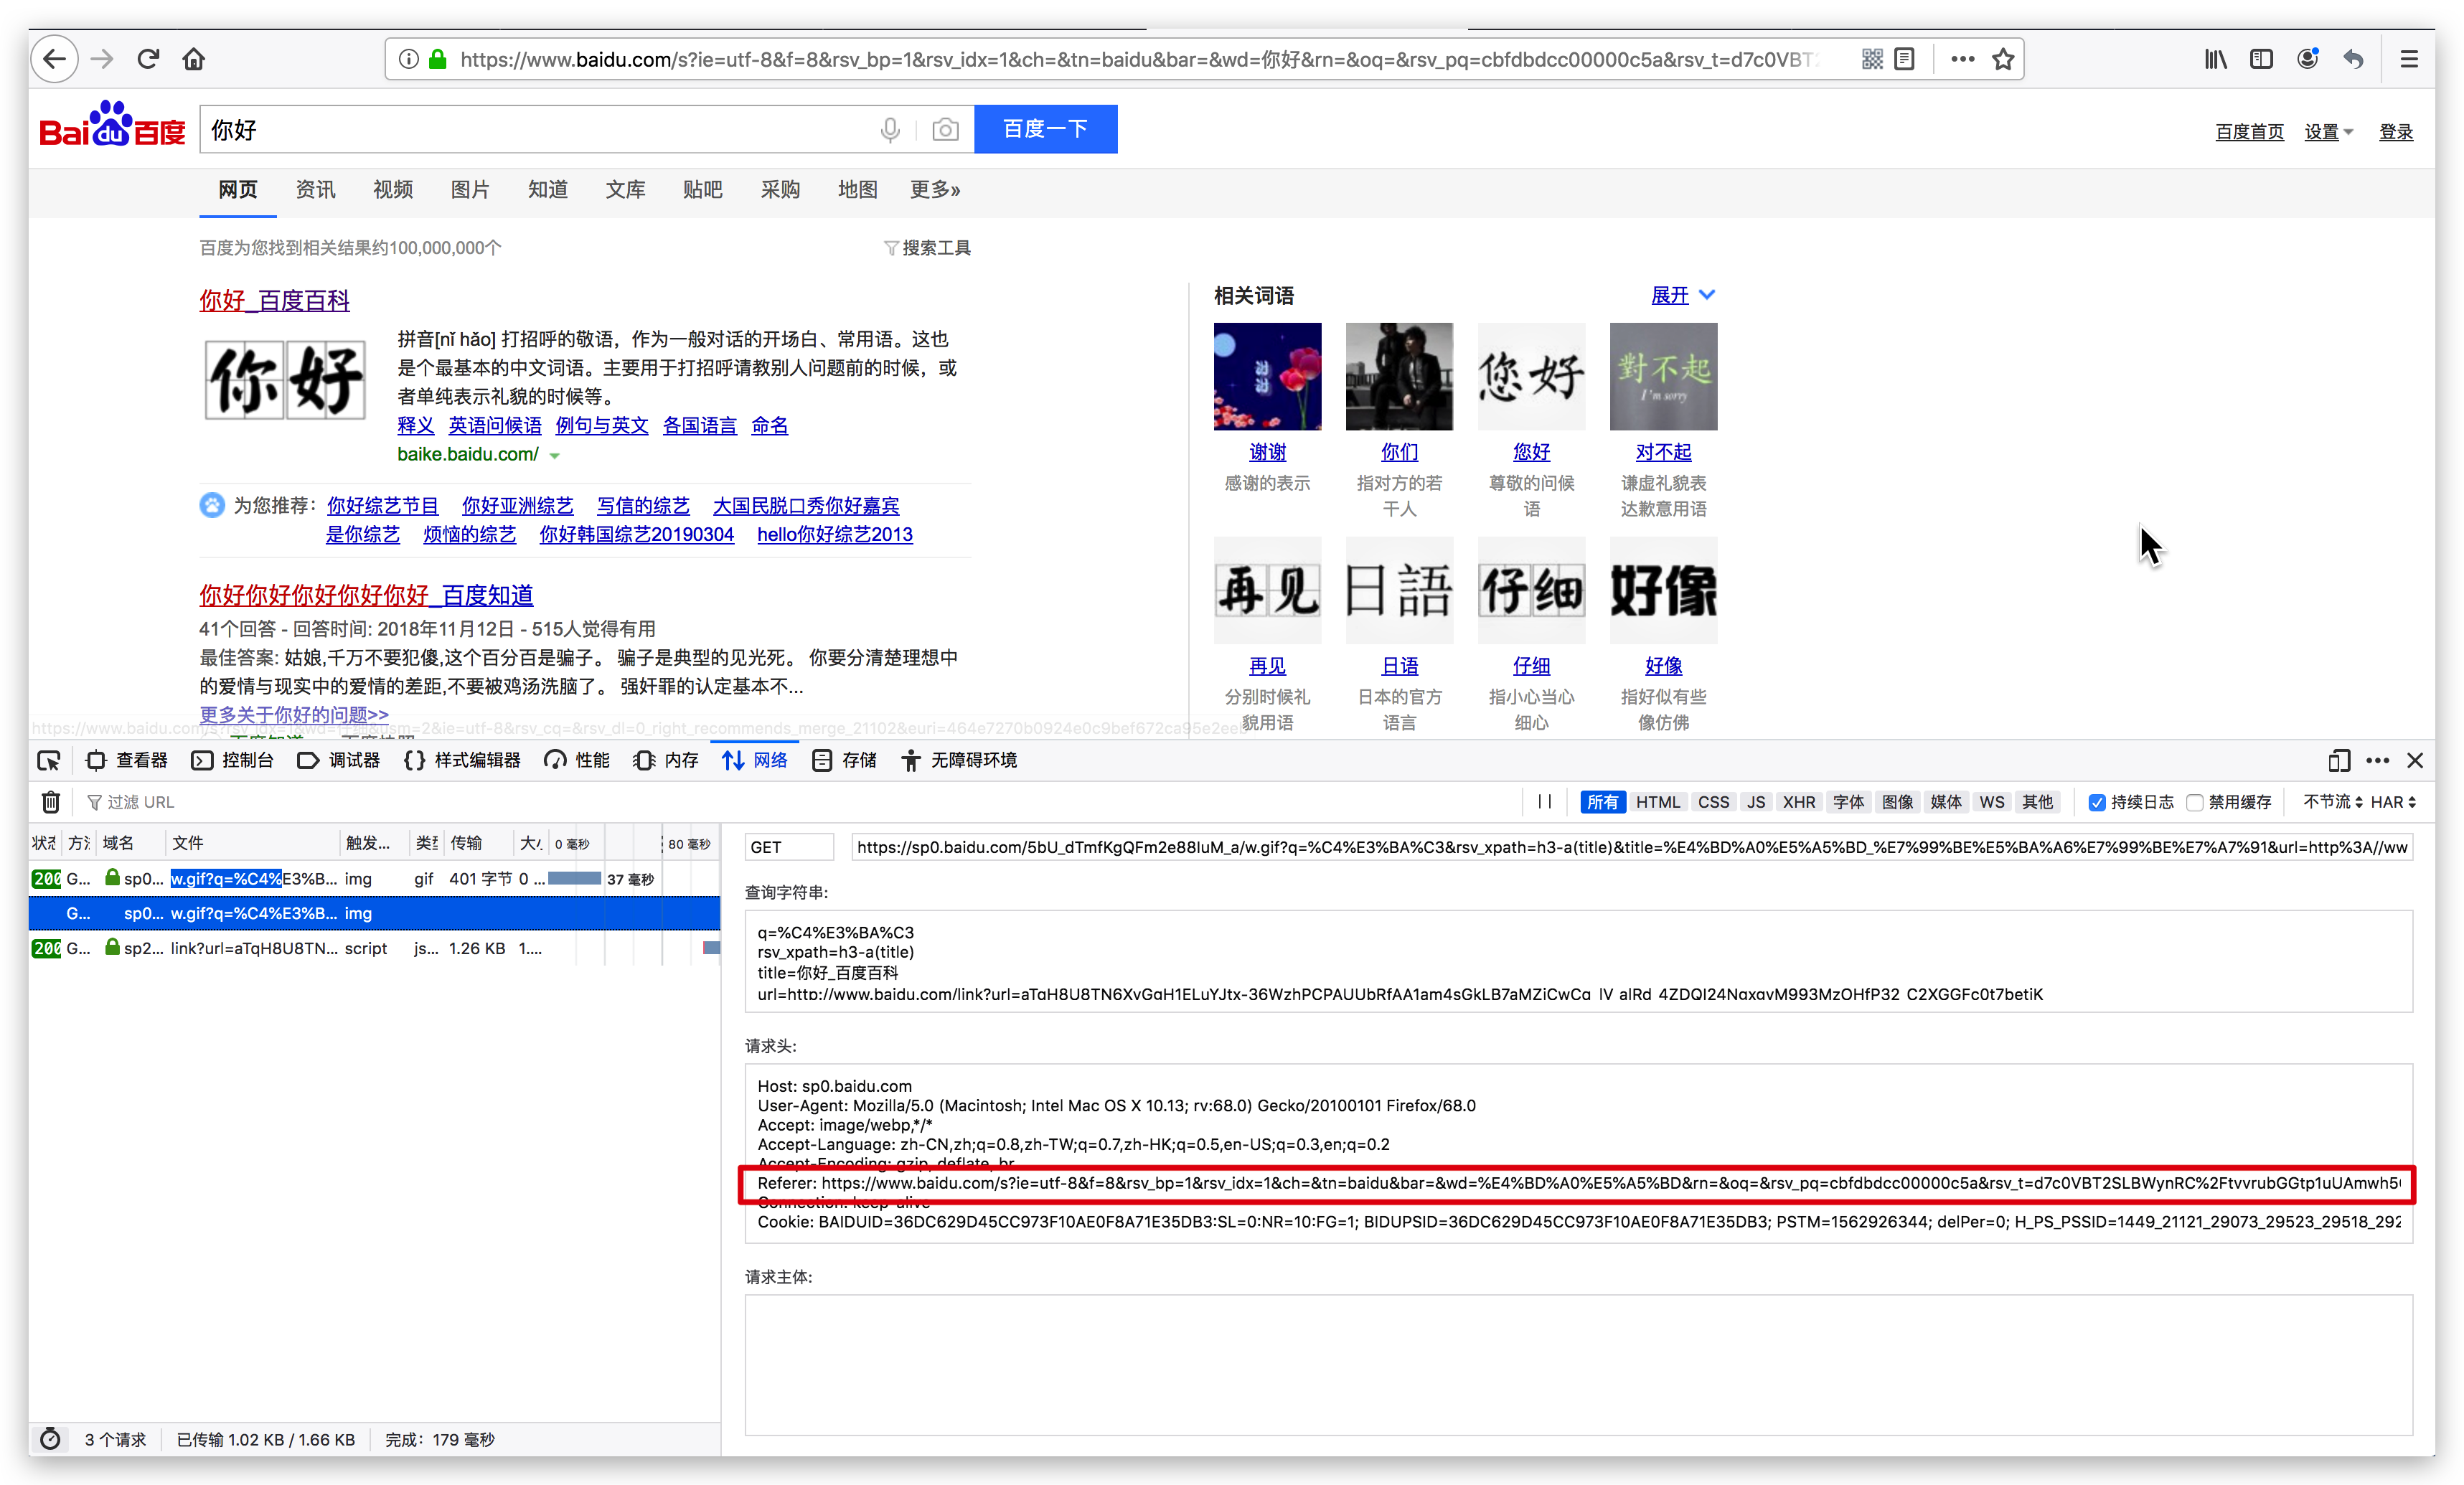 https://www.baidu.com/s?ie=utf-8&f=8&rsv_bp=1&rsv_idx=1&ch=&tn=baidu&bar=&wd=你好&rn=&oq=&rsv_pq=cbfdbdcc00000c5a&rsv_t=d7c0VBT
Bai du 百度
你好
百度一下
百度首页 设置 登录
网页 资讯 视频 图片 知道 文库 贴吧 采购 地图 更多»
百度为您找到相关结果约100,000,000个
搜索工具
你好_百度百科
你好
拼音[nǐ hǎo] 打招呼的敬语，作为一般对话的开场白、常用语。这也
是个最基本的中文词语。主要用于打招呼请教别人问题前的时候，或
者单纯表示礼貌的时候等。
释义 英语问候语 例句与英文 各国语言 命名
baike.baidu.com/
为您推荐： 你好综艺节目 你好亚洲综艺 写信的综艺 大国民脱口秀你好嘉宾
是你综艺 烦恼的综艺 你好韩国综艺20190304 hello你好综艺2013
你好你好你好你好你好_百度知道
41个回答 - 回答时间: 2018年11月12日 - 515人觉得有用
最佳答案: 姑娘,千万不要犯傻,这个百分百是骗子。 骗子是典型的见光死。 你要分清楚理想中
的爱情与现实中的爱情的差距,不要被鸡汤洗脑了。 强奸罪的认定基本不...
更多关于你好的问题>>
相关词语 展开
您好 對不起
I'm sorry
谢谢 你们 您好 对不起
感谢的表示 指对方的若 尊敬的问候 谦虚礼貌表
干人 语 达歉意用语
再见 日語 仔细 好像
再见 日语 仔细 好像
分别时候礼 日本的官方 指小心当心 指好似有些
貌用语 语言 细心 像仿佛
查看器 控制台 调试器 样式编辑器 性能 内存 网络 存储 无障碍环境
过滤 URL
所有 HTML CSS JS XHR 字体 图像 媒体 WS 其他 持续日志 禁用缓存 不节流 HAR
域名 文件 触发... 传输 0 毫秒 80 毫秒
200 G... sp0... w.gif?q=%C4%E3%B... img gif 401 字节 0 ... 37 毫秒
G... sp0... w.gif?q=%C4%E3%B... img
200 G... sp2... link?url=aTqH8U8TN... script js... 1.26 KB 1....
3 个请求 已传输 1.02 KB / 1.66 KB 完成：179 毫秒
GET
https://sp0.baidu.com/5bU_dTmfKgQFm2e88IuM_a/w.gif?q=%C4%E3%BA%C3&rsv_xpath=h3-a(title)&title=%E4%BD%A0%E5%A5%BD_%E7%99%BE%E5%BA%A6%E7%99%BE%E7%A7%91&url=http%3A//ww
查询字符串:
q=%C4%E3%BA%C3
rsv_xpath=h3-a(title)
title=你好_百度百科
请求头:
Host: sp0.baidu.com
User-Agent: Mozilla/5.0 (Macintosh; Intel Mac OS X 10.13; rv:68.0) Gecko/20100101 Firefox/68.0
Accept: image/webp,*/*
Accept-Language: zh-CN,zh;q=0.8,zh-TW;q=0.7,zh-HK;q=0.5,en-US;q=0.3,en;q=0.2
Accept-Encoding: gzip, deflate, br
Referer: https://www.baidu.com/s?ie=utf-8&f=8&rsv_bp=1&rsv_idx=1&ch=&tn=baidu&bar=&wd=%E4%BD%A0%E5%A5%BD&rn=&oq=&rsv_pq=cbfdbdcc00000c5a&rsv_t=d7c0VBT2SLBWynRC%2FtvvrubGGtp1uUAmwh5
Connection: keep-alive
Cookie: BAIDUID=36DC629D45CC973F10AE0F8A71E35DB3:SL=0:NR=10:FG=1; BIDUPSID=36DC629D45CC973F10AE0F8A71E35DB3; PSTM=1562926344; delPer=0; H_PS_PSSID=1449_21121_29073_29523_29518_292
请求主体: